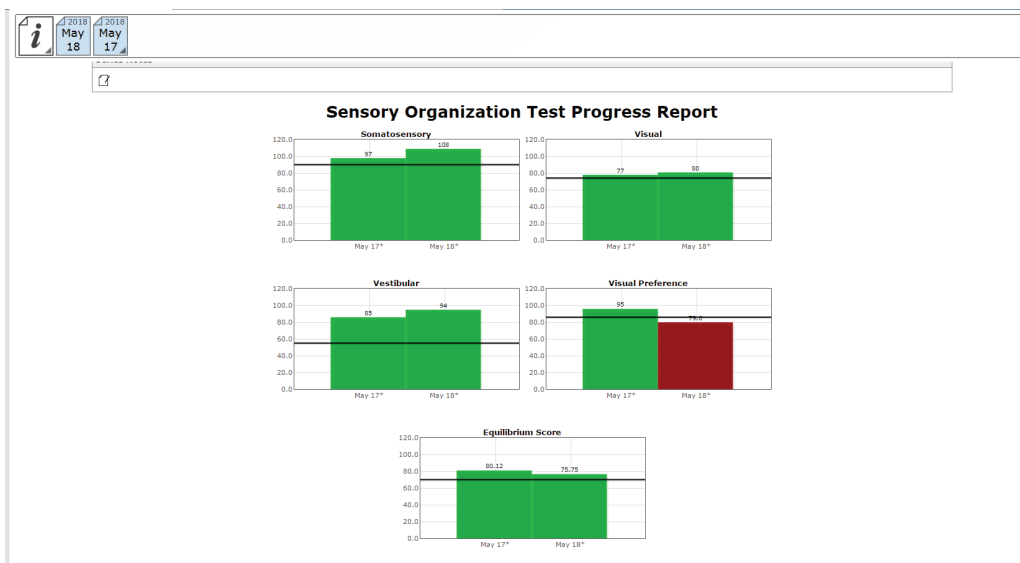 i
2018
May
18
2018
May
17
Sensory Organization Test Progress Report
Somatosensory
120.0
100.0
80.0
60.0
40.0
20.0
0.0
97
108
May 17*
May 18*
Visual
120.0
100.0
80.0
60.0
40.0
20.0
0.0
77
80
May 17*
May 18*
Vestibular
120.0
100.0
80.0
60.0
40.0
20.0
0.0
85
94
May 17*
May 18*
Visual Preference
120.0
100.0
80.0
60.0
40.0
20.0
0.0
95
May 17*
May 18*
Equilibrium Score
120.0
100.0
80.0
60.0
40.0
20.0
0.0
80.12
75.75
May 17*
May 18*